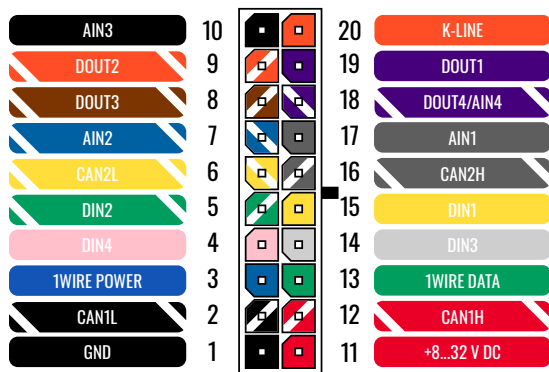 AIN3 10 20 K-LINE
DOUT2 9 19 DOUT1
DOUT3 8 18 DOUT4/AIN4
AIN2 7 17 AIN1
CAN2L 6 16 CAN2H
DIN2 5 15 DIN1
DIN4 4 14 DIN3
1WIRE POWER 3 13 1WIRE DATA
CAN1L 2 12 CAN1H
GND 1 11 +8...32 V DC